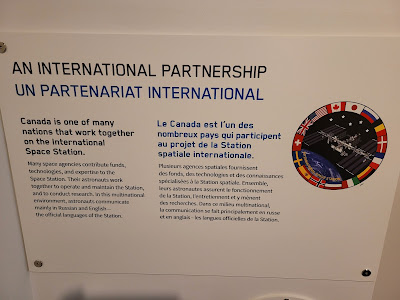 AN INTERNATIONAL PARTNERSHIP
UN PARTENARIAT INTERNATIONAL
Canada is one of many
nations that work together
on the International
Space Station.
Many space agencies contribute funds,
technologies, and expertise to the
Space Station. Their astronauts work
together to operate and maintain the Station,
and to conduct research. In this multinational
environment, astronauts communicate
mainly in Russian and English—
the official languages of the Station.
Le Canada est l'un des
nombreux pays qui participent
au projet de la Station
spatiale internationale.
Plusieurs agences spatiales fournissent
des fonds, des technologies et des connaissances
spécialisées à la Station spatiale. Ensemble,
leurs astronautes assurent le fonctionnement
de la Station, l'entretiennent et y mènent
des recherches. Dans ce milieu multinational,
la communication se fait principalement en russe
et en anglais – les langues officielles de la Station.